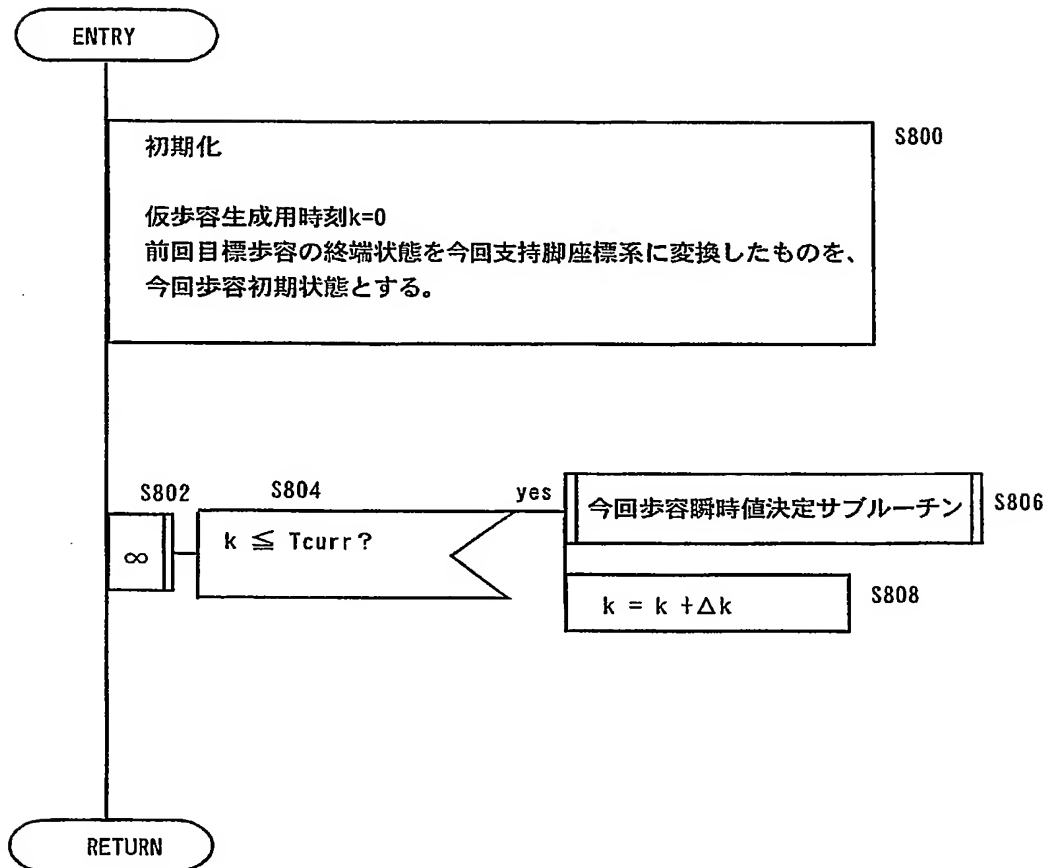 ENTRY
S800
初期化
仮歩容生成用時刻k=0
前回目標歩容の終端状態を今回支持脚座標系に変換したものを、
今回歩容初期状態とする。
S802
S804
yes
今回歩容瞬時値決定サブルーチン
S806
∞
k ≦ Tcurr?
k = k +Δk
S808
RETURN